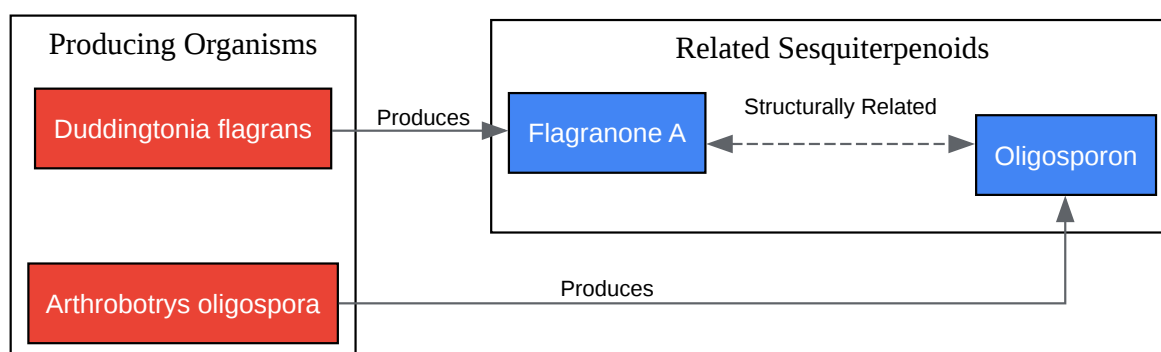 Producing Organisms
Related Sesquiterpenoids
Duddingtonia flagrans
Produces
Flagranone A
Structurally Related
Oligosporon
Arthrobotrys oligospora
Produces